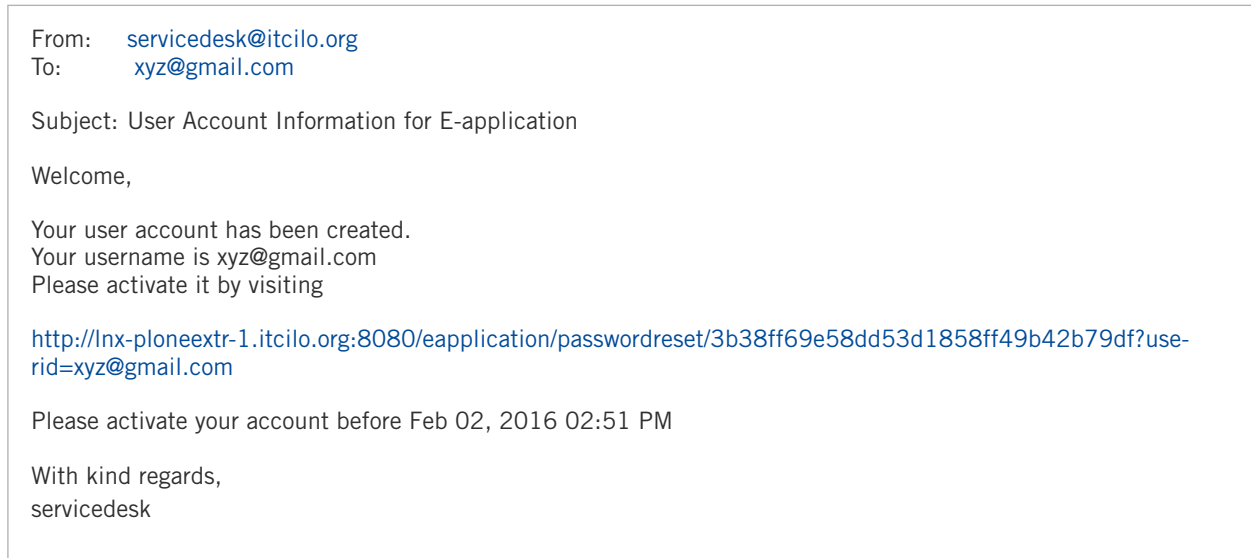 From: servicedesk@itcilo.org
To: xyz@gmail.com
Subject: User Account Information for E-application
Welcome,
Your user account has been created.
Your username is xyz@gmail.com
Please activate it by visiting
http://lnx-ploneextr-1.itcilo.org:8080/eapplication/passwordreset/3b38ff69e58dd53d1858ff49b42b79df?use-
rid=xyz@gmail.com
Please activate your account before Feb 02, 2016 02:51 PM
With kind regards,
servicedesk